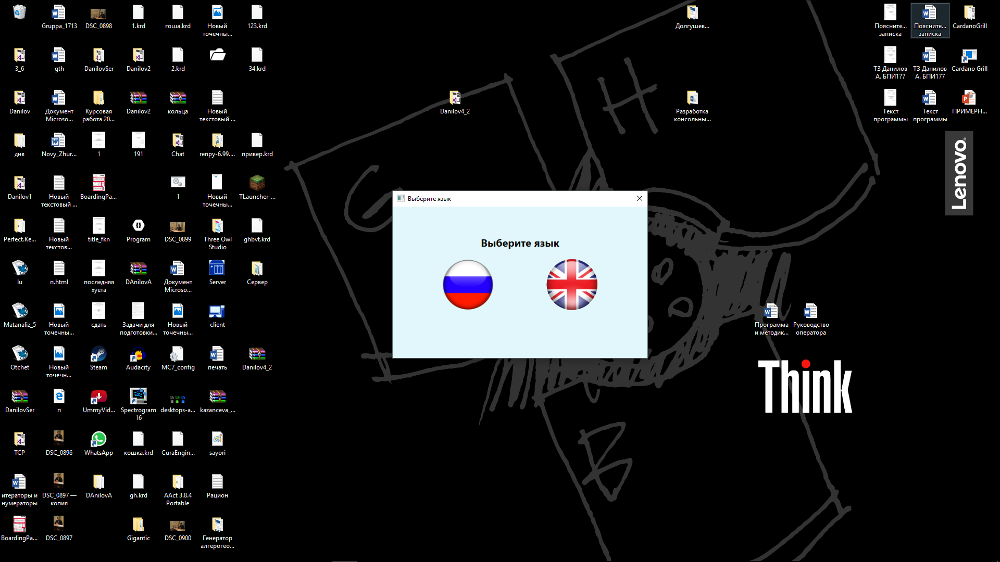 Gruppa_1713
DSC_0898
1.krd
гоша.krd
Новый
точечны...
123.krd
Долгушев...
Поясните...
записка
Поясните...
записка
CardanoGrill
3_6
gth
DanilovSer
Danilov2
2.krd
34.krd
ТЗ Данилов
А. БПИ177
ТЗ Данилов
А. БПИ177
Cardano Grill
Danilov
Документ
Microso...
Курсовая
работа 20...
Danilov2
кольца
Новый
текстовый ...
Danilov4_2
Разработка
консольны...
Текст
программы
Текст
программы
ПРИМЕРН...
днв
Novy_Zhur...
1
191
Chat
renpy-6.99....
привер.krd
Lenovo
Danilov1
Новый
текстовый ...
BoardingPa...
1
Новый
точечны...
TLauncher-...
Выберите язык
Выберите язык
Perfect.Ke...
Новый
текстов...
title_fkn
Program
DSC_0899
Three Owl
Studio
ghbvt.krd
lu
n.html
последняя
хуета
DAnilovA
Документ
Microso...
Server
Сервер
Matanaliz_5
Новый
точечны...
сдать
Задачи для
подготовки...
Новый
точечны...
client
Программа
и методик...
Руководство
оператора
Otchet
Новый
точечн...
Steam
Audacity
MC7_config
печать
Danilov4_2
Think
DanilovSer
п
UmmyVid...
Spectrogram
16
desktops-a...
kazanceva_...
TCP
DSC_0896
WhatsApp
кошка.krd
CuraEngin...
sayori
итераторы и
нумераторы
DSC_0897 —
копия
DAnilovA
gh.krd
AAct 3.8.4
Portable
Рацион
BoardingPa...
DSC_0897
Gigantic
DSC_0900
Генератор
алгерогео...